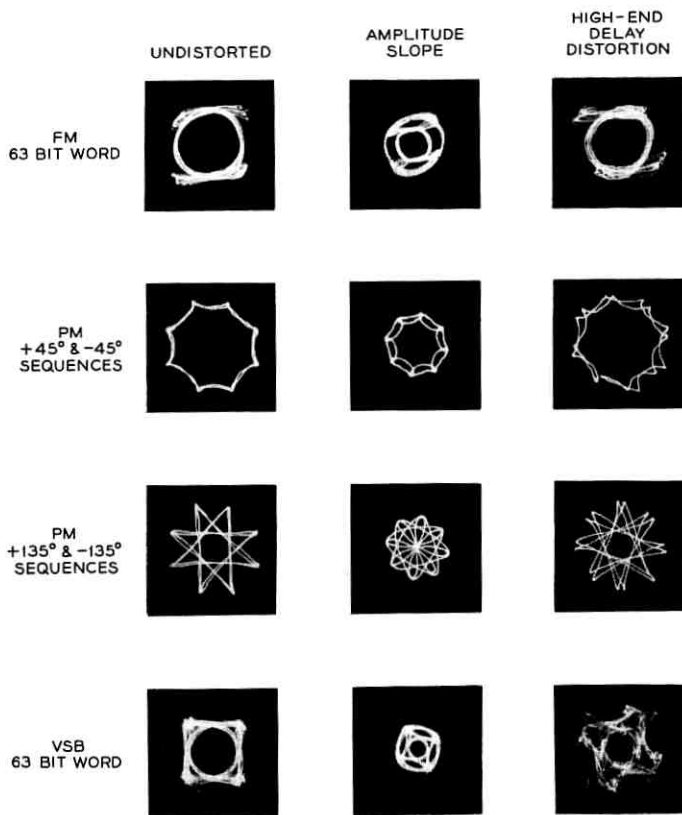 UNDISTORTED
AMPLITUDE
SLOPE
HIGH-END
DELAY
DISTORTION
FM
63 BIT WORD
PM
+45° & -45°
SEQUENCES
PM
+135° & -135°
SEQUENCES
VSB
63 BIT WORD